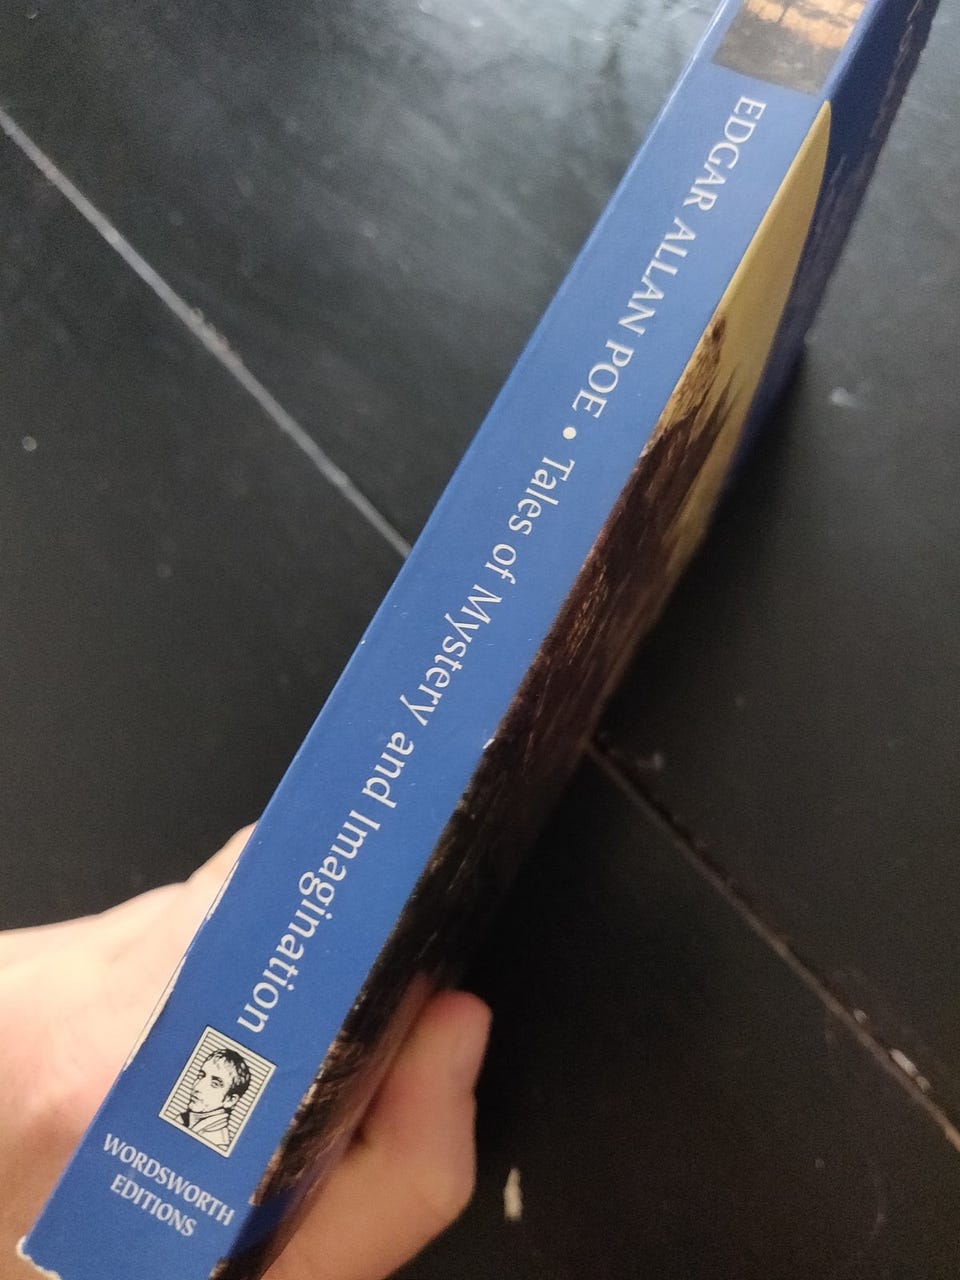 EDGAR ALLAN POE • Tales of Mystery and Imagination
WORDSWORTH
EDITIONS